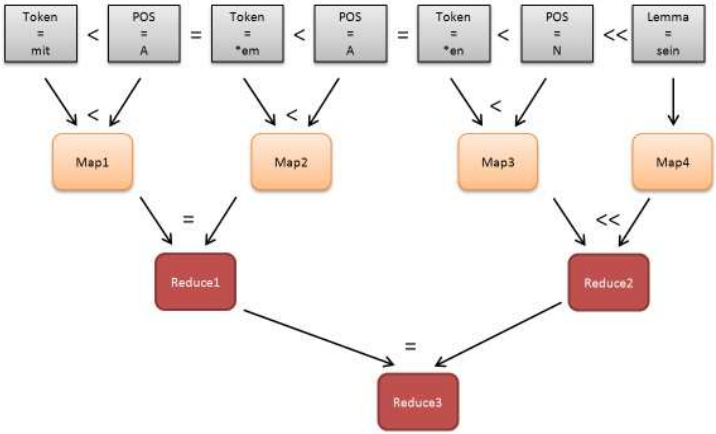 Token = mit < POS = A = Token = *em < POS = A = Token = *en < POS = N << Lemma = sein
< < <
Map1 Map2 Map3 Map4
= <<
Reduce1 Reduce2
=
Reduce3